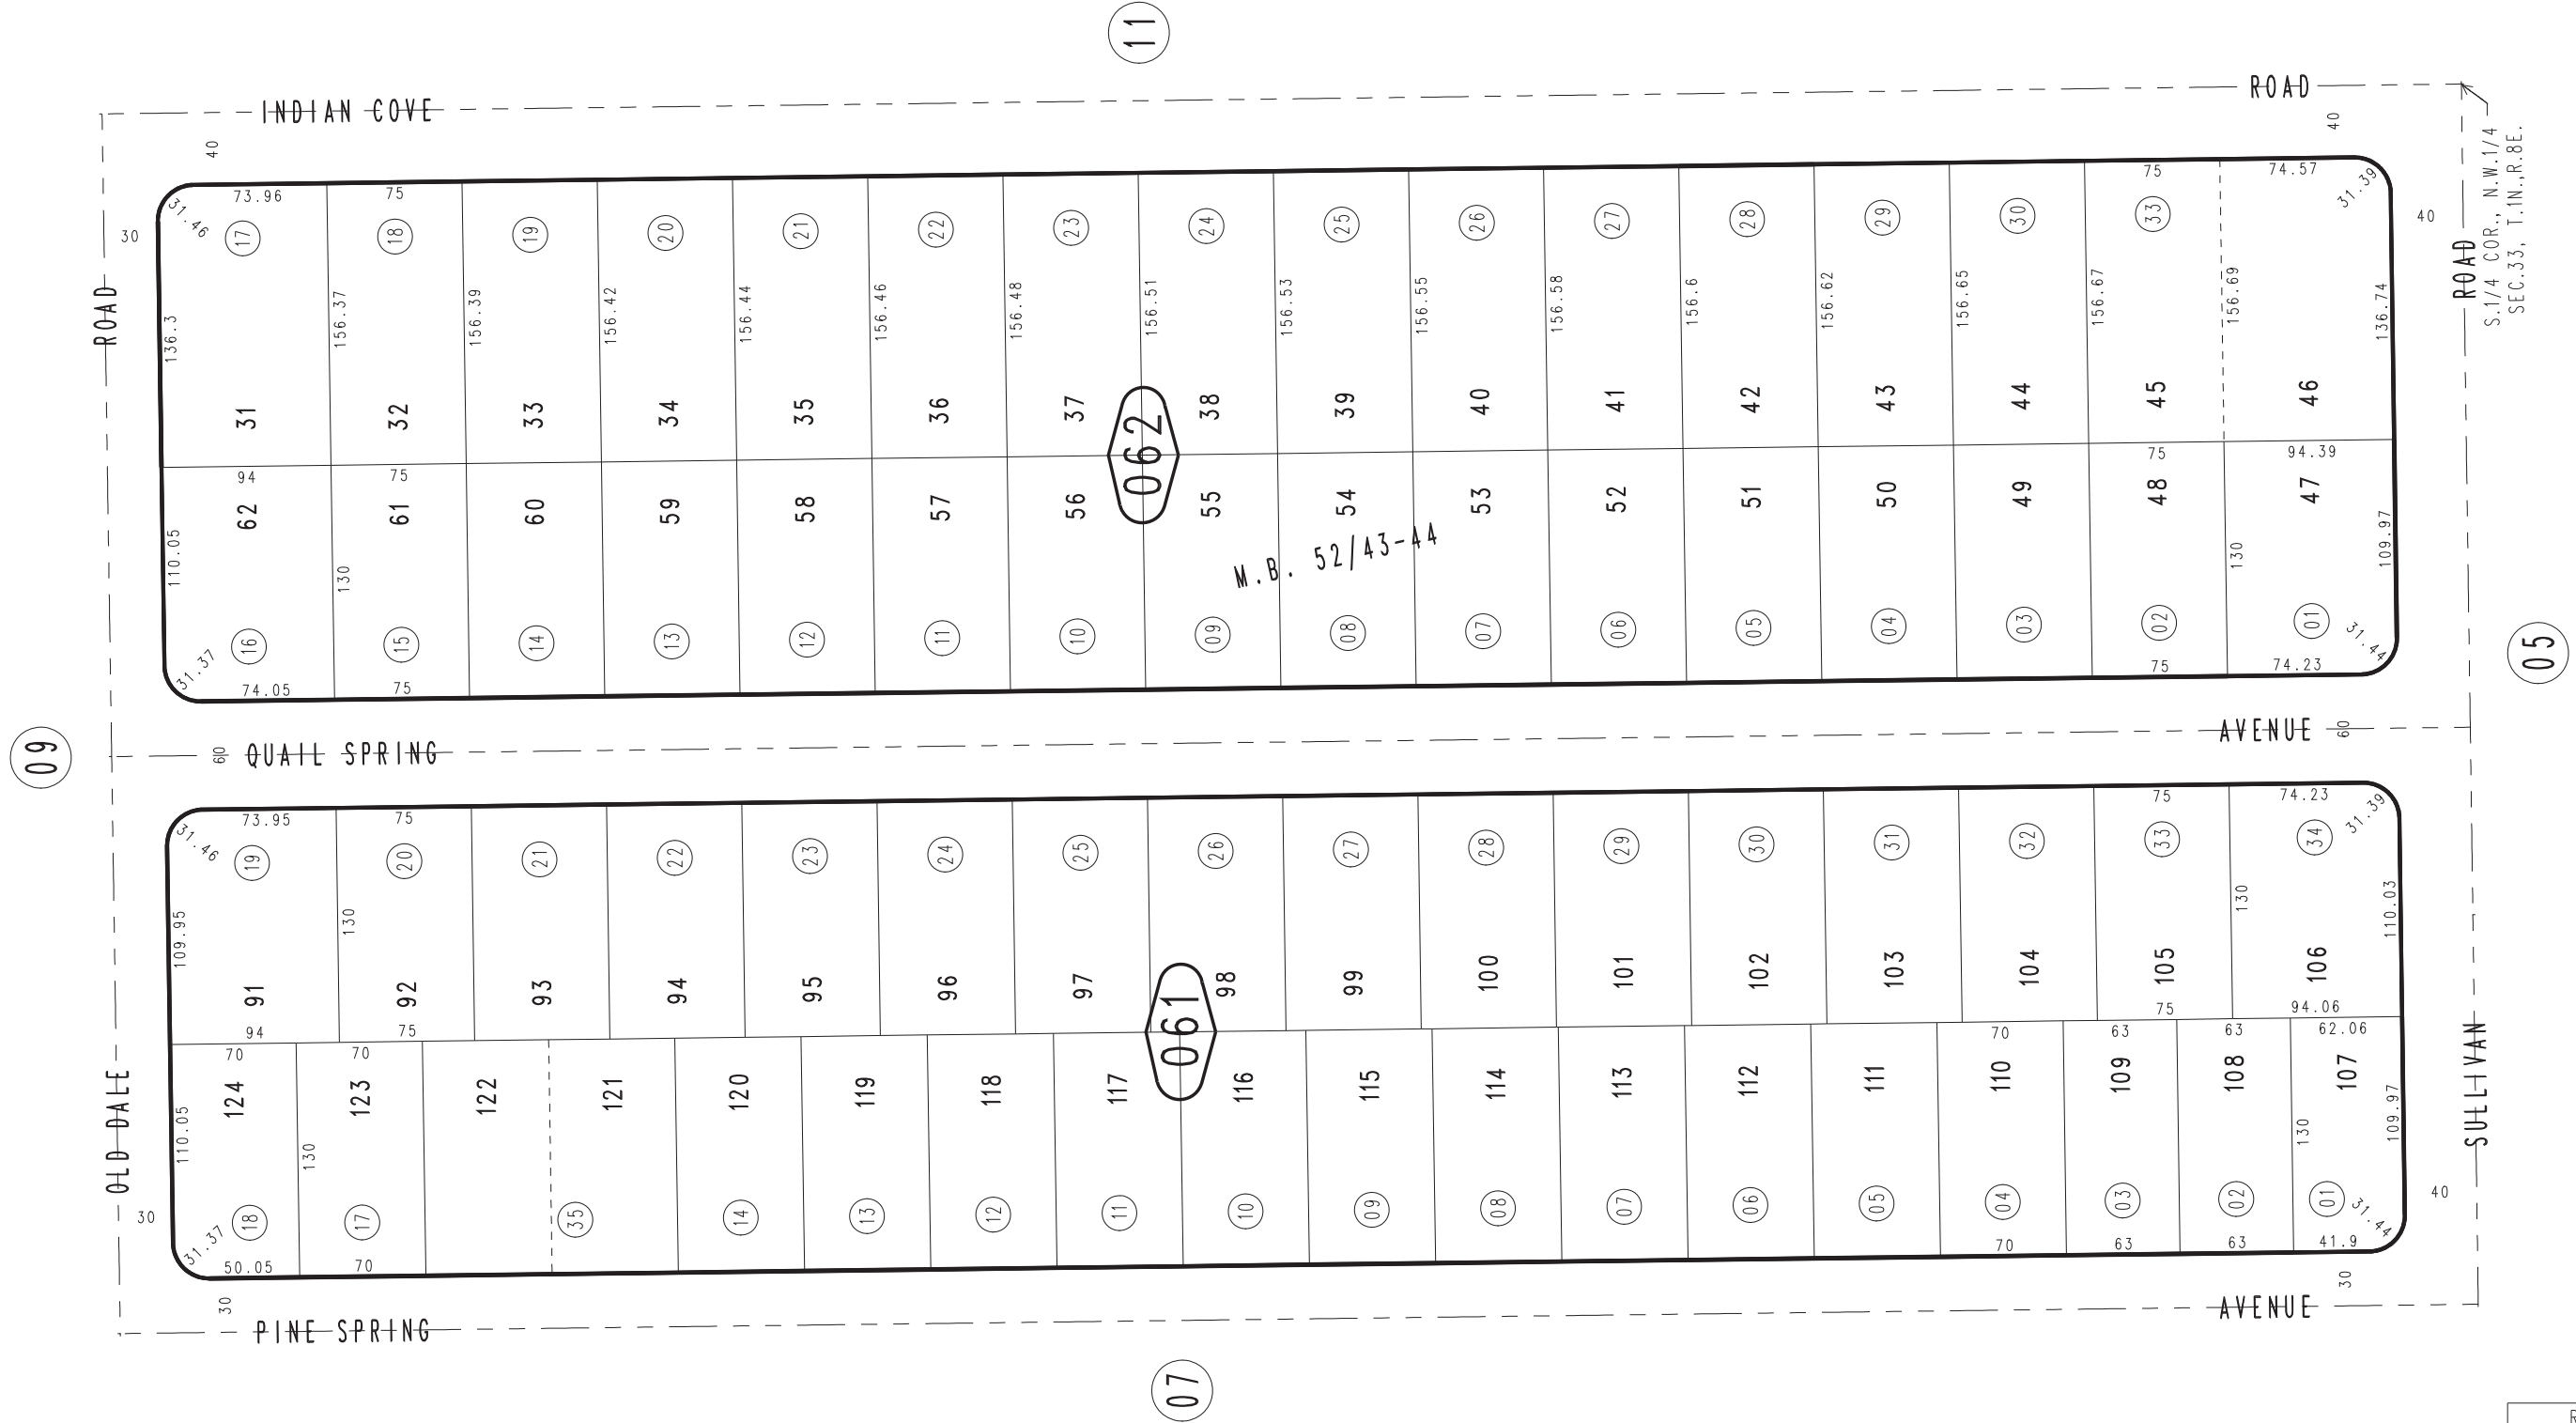 11
INDIAN COVE ROAD
40 40
73.96 75 75 74.57
31.46 31.39
30 40
17 18 19 20 21 22 23 24 25 26 27 28 29 30 33
ROAD ROAD
S.1/4 COR., N.W.1/4
SEC.33, T.1N.,R.8E.
136.3 156.37 156.39 156.42 156.44 156.46 156.48 156.51 156.53 156.55 156.58 156.6 156.62 156.65 156.67 156.69 136.74
31 32 33 34 35 36 37 38 39 40 41 42 43 44 45 46
062
94 75 75 94.39
62 61 60 59 58 57 56 55 54 53 52 51 50 49 48 47
M.B. 52/43-44
110.05 130 130 109.97
16 15 14 13 12 11 10 09 08 07 06 05 04 03 02 01
31.37 31.44
74.05 75 75 74.23
05
09
60 QUAIL SPRING AVENUE 60
73.95 75 75 74.23
31.46 31.39
19 20 21 22 23 24 25 26 27 28 29 30 31 32 33 34
109.95 130 130 110.03
91 92 93 94 95 96 97 98 99 100 101 102 103 104 105 106
94 75 75 94.06
061
70 70 70 63 63 62.06
124 123 122 121 120 119 118 117 116 115 114 113 112 111 110 109 108 107
OLD DALE SULLIVAN
110.05 130 130 109.97
18 17 35 14 13 12 11 10 09 08 07 06 05 04 03 02 01
30 40
31.37 31.44
50.05 70 70 63 63 41.9
30 30
PINE SPRING AVENUE
07